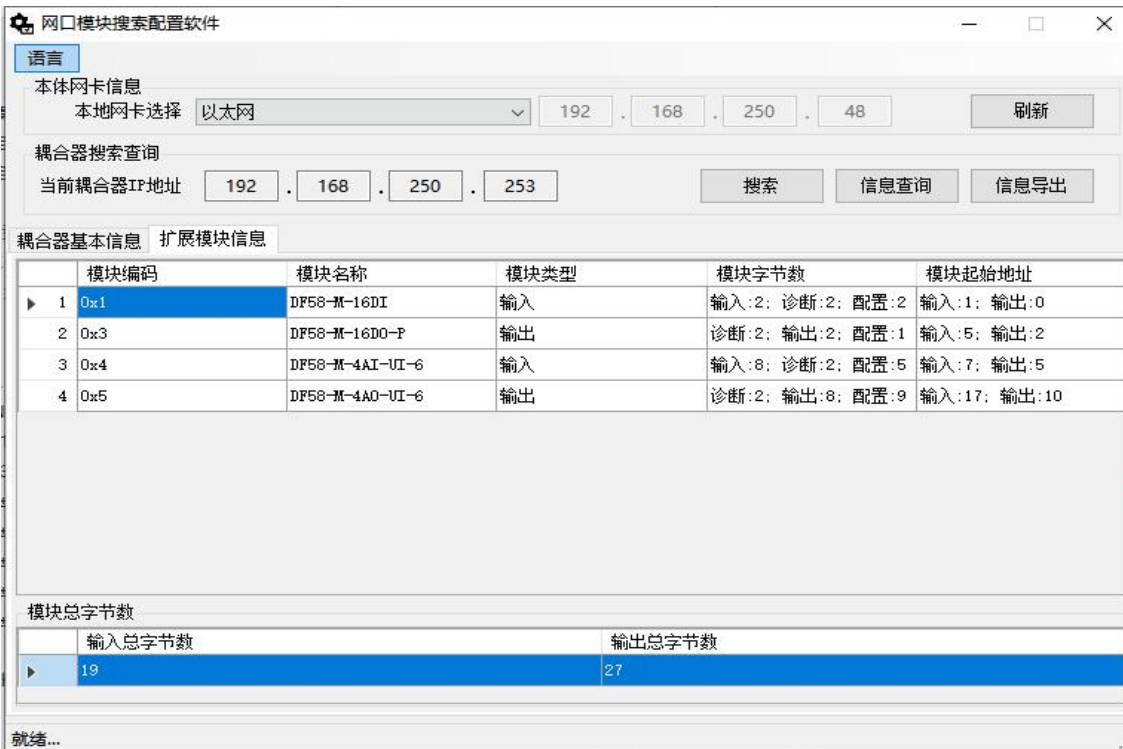 网口模块搜索配置软件
语言
本体网卡信息
本地网卡选择 以太网 192 . 168 . 250 . 48 刷新
耦合器搜索查询
当前耦合器IP地址 192 . 168 . 250 . 253 搜索 信息查询 信息导出
耦合器基本信息 扩展模块信息
模块编码 模块名称 模块类型 模块字节数 模块起始地址
1 0x1 DF58-M-16DI 输入 输入:2; 诊断:2; 配置:2 输入:1; 输出:0
2 0x3 DF58-M-16DO-P 输出 诊断:2; 输出:2; 配置:1 输入:5; 输出:2
3 0x4 DF58-M-4AI-UI-6 输入 输入:8; 诊断:2; 配置:5 输入:7; 输出:5
4 0x5 DF58-M-4AO-UI-6 输出 诊断:2; 输出:8; 配置:9 输入:17; 输出:10
模块总字节数
输入总字节数 输出总字节数
19 27
就绪...